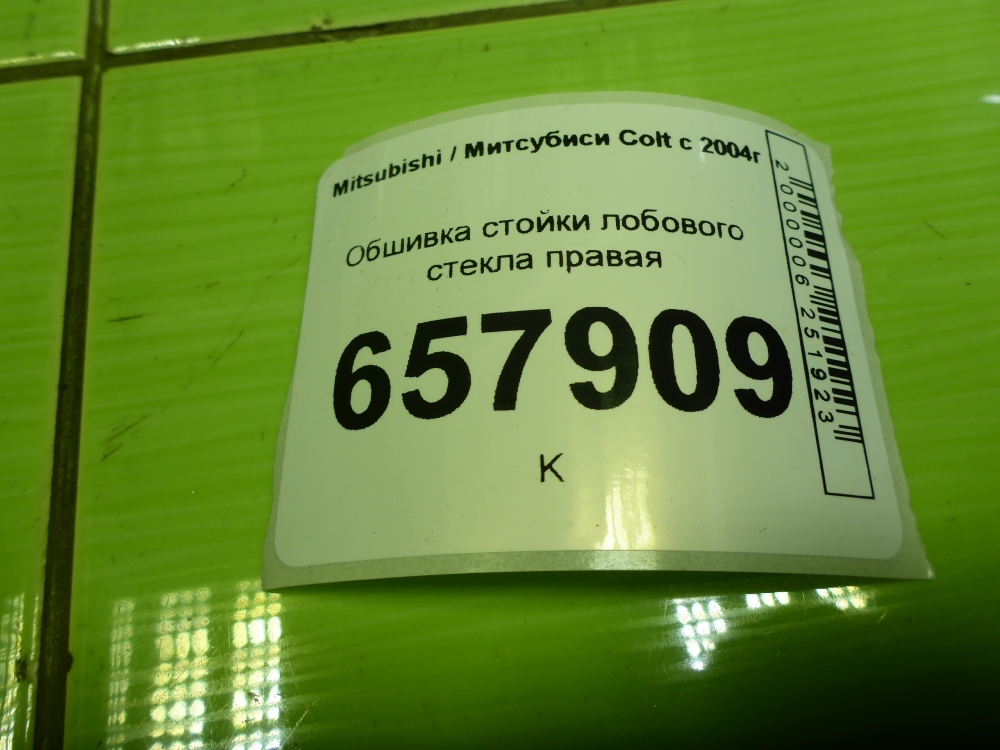 Mitsubishi / Митсубиси Colt с 2004г
Обшивка стойки лобового
стекла правая
657909
К
2000006251923